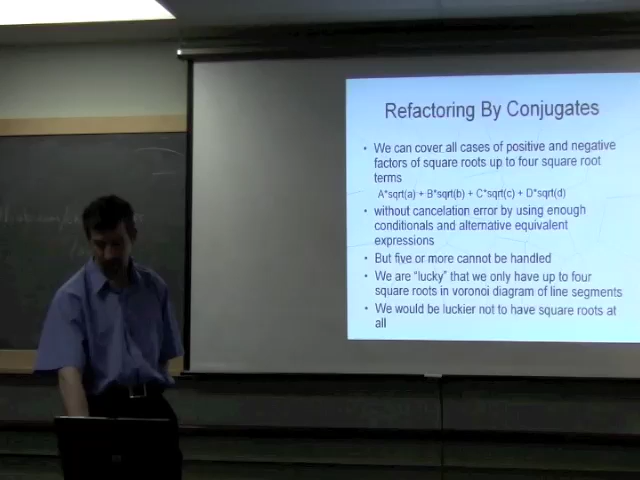 Refactoring By Conjugates
• We can cover all cases of positive and negative
factors of square roots up to four square root
terms
A*sqrt(a) + B*sqrt(b) + C*sqrt(c) + D*sqrt(d)
• without cancelation error by using enough
conditionals and alternative equivalent
expressions
• But five or more cannot be handled
• We are “lucky” that we only have up to four
square roots in voronoi diagram of line segments
• We would be luckier not to have square roots at
all